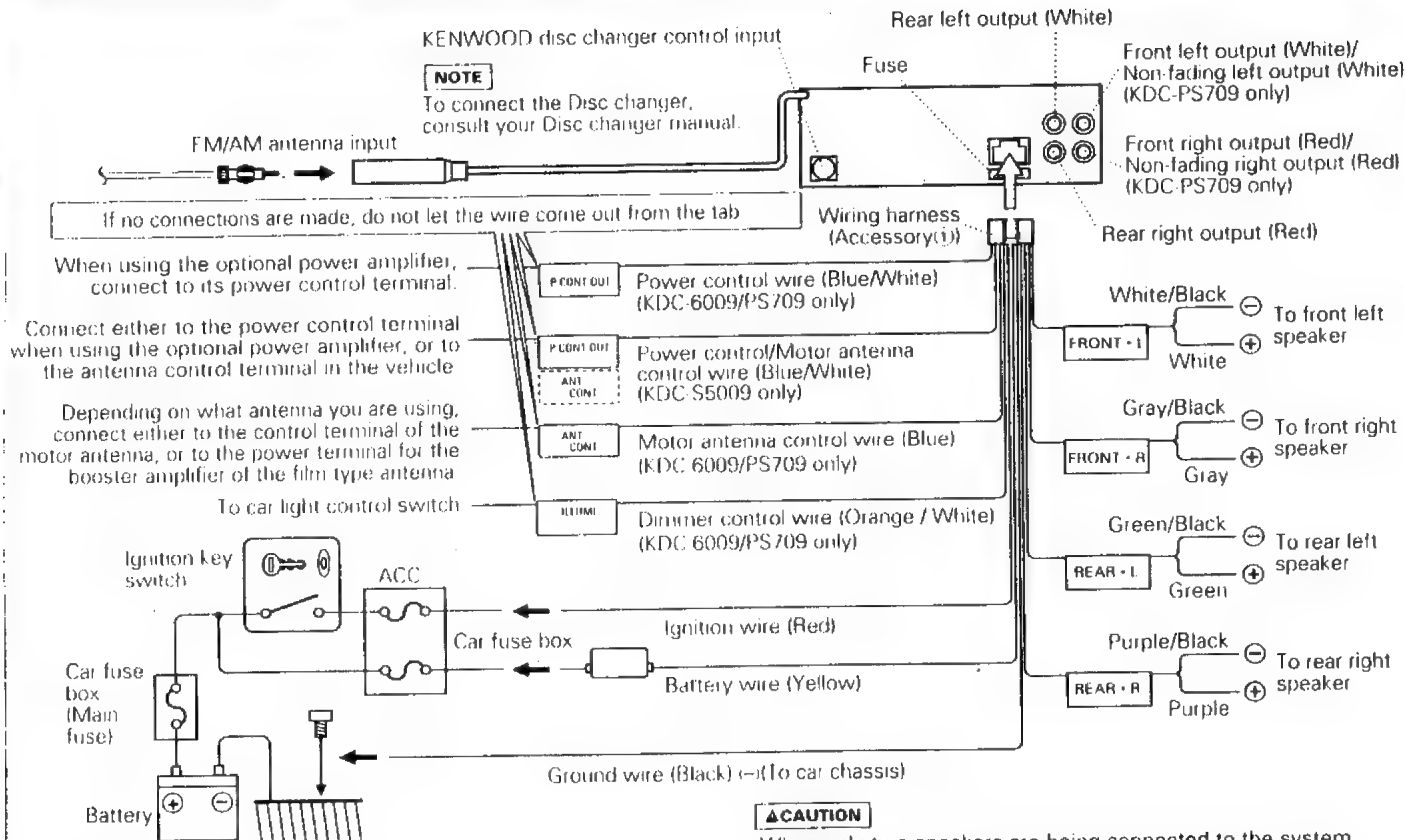 Rear left output (White)
KENWOOD disc changer control input
Fuse
Front left output (White)/
Non-fading left output (White)
(KDC-PS709 only)
NOTE
To connect the Disc changer,
consult your Disc changer manual.
FM/AM antenna input
Front right output (Red)/
Non-fading right output (Red)
(KDC-PS709 only)
If no connections are made, do not let the wire come out from the tab
Wiring harness
(Accessory①)
Rear right output (Red)
When using the optional power amplifier,
connect to its power control terminal.
P.CONT OUT
Power control wire (Blue/White)
(KDC-6009/PS709 only)
Connect either to the power control terminal
when using the optional power amplifier, or to
the antenna control terminal in the vehicle
P.CONT OUT
ANT
CONT
Power control/Motor antenna
control wire (Blue/White)
(KDC-S5009 only)
Depending on what antenna you are using,
connect either to the control terminal of the
motor antenna, or to the power terminal for the
booster amplifier of the film type antenna
ANT
CONT
Motor antenna control wire (Blue)
(KDC 6009/PS709 only)
To car light control switch
ILLUMI
Dimmer control wire (Orange / White)
(KDC 6009/PS709 only)
White/Black
⊖
To front left
speaker
FRONT • L
⊕
White
Gray/Black
⊖
To front right
speaker
FRONT • R
⊕
Gray
Green/Black
⊖
To rear left
speaker
REAR • L
⊕
Green
Purple/Black
⊖
To rear right
speaker
REAR • R
⊕
Purple
Ignition key
switch
ACC
Ignition wire (Red)
Car fuse box
Battery wire (Yellow)
Car fuse
box
(Main
fuse)
Ground wire (Black) ⊖(To car chassis)
Battery
⊕ ⊖
⚠CAUTION